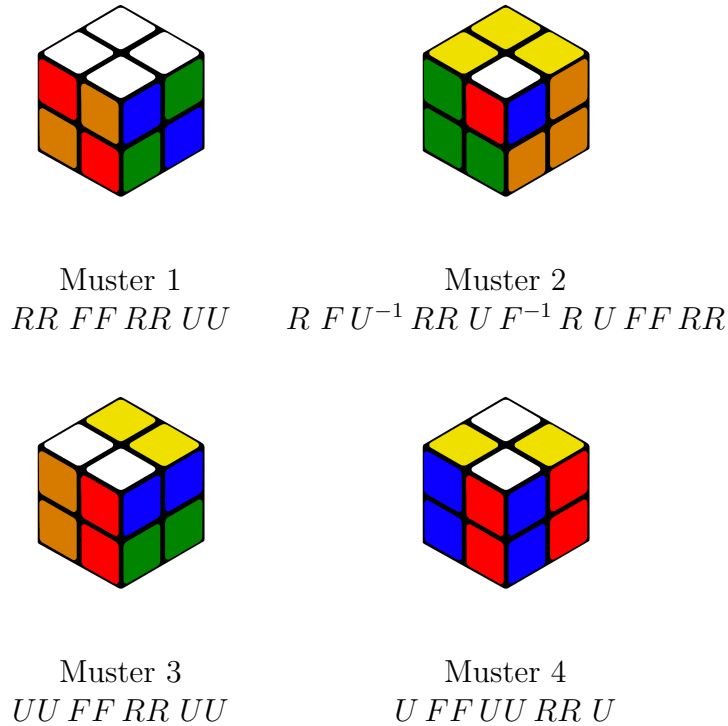 Muster 1
RR FF RR UU
Muster 2
R F U⁻¹ RR U F⁻¹ R U FF RR
Muster 3
UU FF RR UU
Muster 4
U FF UU RR U